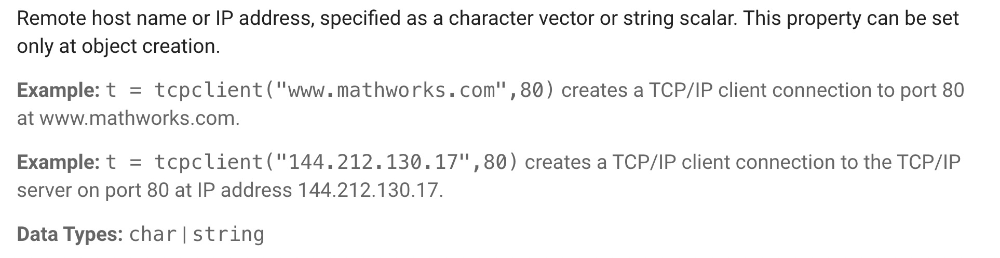 Remote host name or IP address, specified as a character vector or string scalar. This property can be set
only at object creation.
Example: t = tcpclient("www.mathworks.com",80) creates a TCP/IP client connection to port 80
at www.mathworks.com.
Example: t = tcpclient("144.212.130.17",80) creates a TCP/IP client connection to the TCP/IP
server on port 80 at IP address 144.212.130.17.
Data Types: char|string